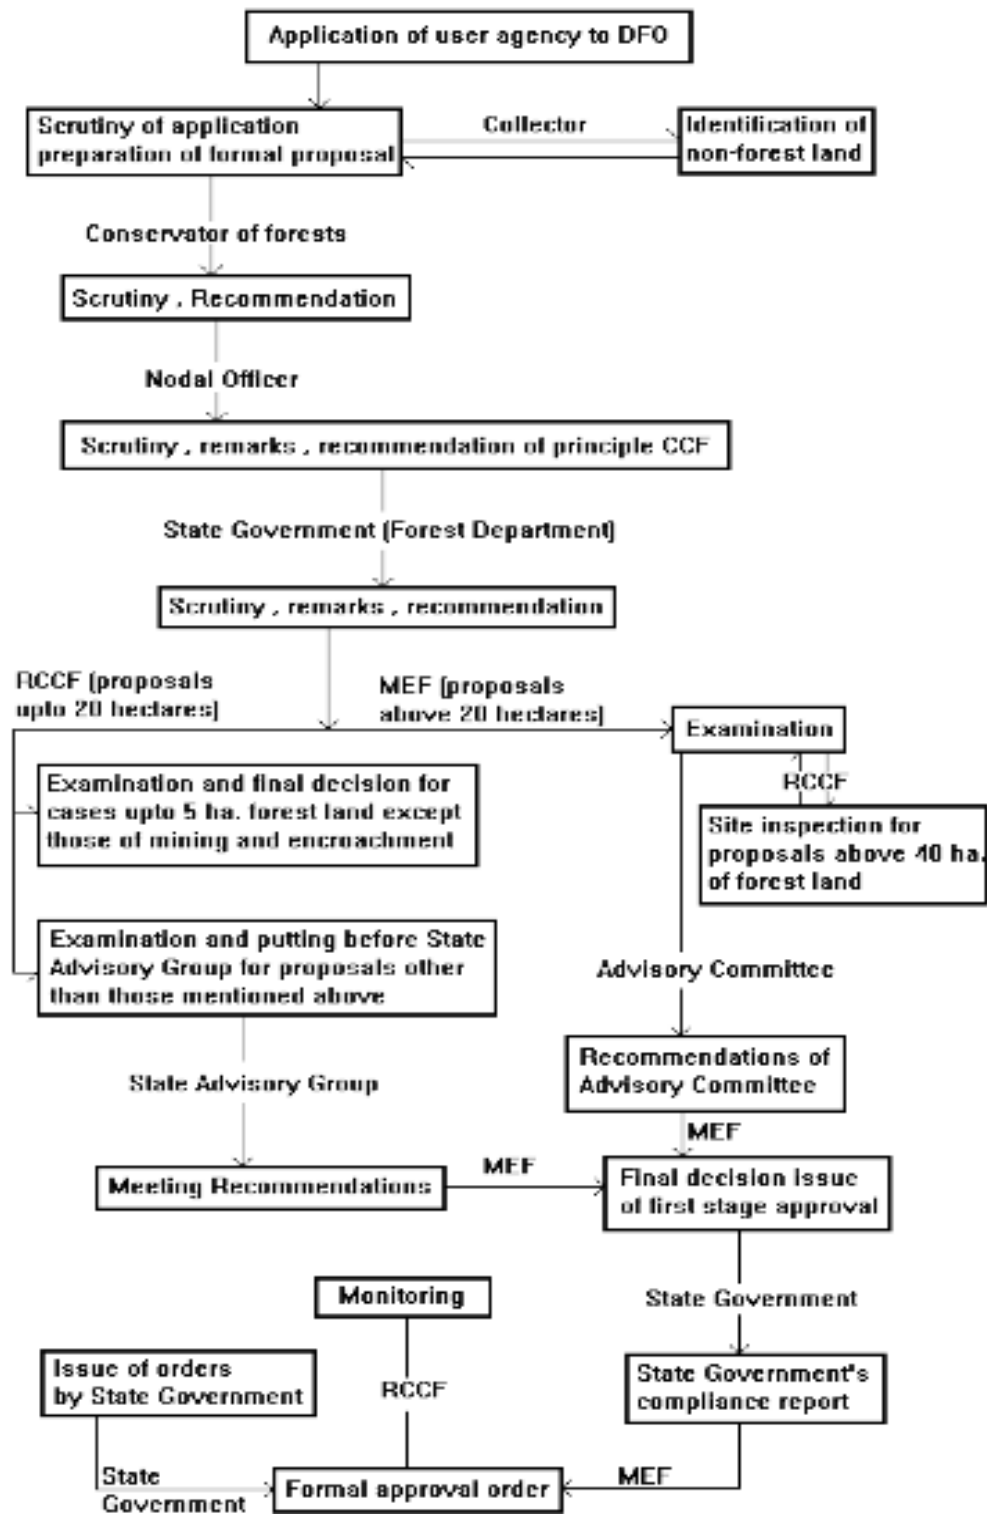 Application of user agency to DFO
Scrutiny of application
preparation of formal proposal
Collector
Identification of
non-forest land
Conservator of forests
Scrutiny , Recommendation
Nodal Officer
Scrutiny , remarks , recommendation of principle CCF
State Government (Forest Department)
Scrutiny , remarks , recommendation
RCCF (proposals
upto 20 hectares)
MEF (proposals
above 20 hectares)
Examination
Examination and final decision for
cases upto 5 ha. forest land except
those of mining and encroachment
RCCF
Site inspection for
proposals above 40 ha.
of forest land
Examination and putting before State
Advisory Group for proposals other
than those mentioned above
Advisory Committee
Recommendations of
Advisory Committee
State Advisory Group
MEF
Meeting Recommendations
MEF
Final decision issue
of first stage approval
Monitoring
State Government
Issue of orders
by State Government
RCCF
State Government's
compliance report
State
Government
Formal approval order
MEF